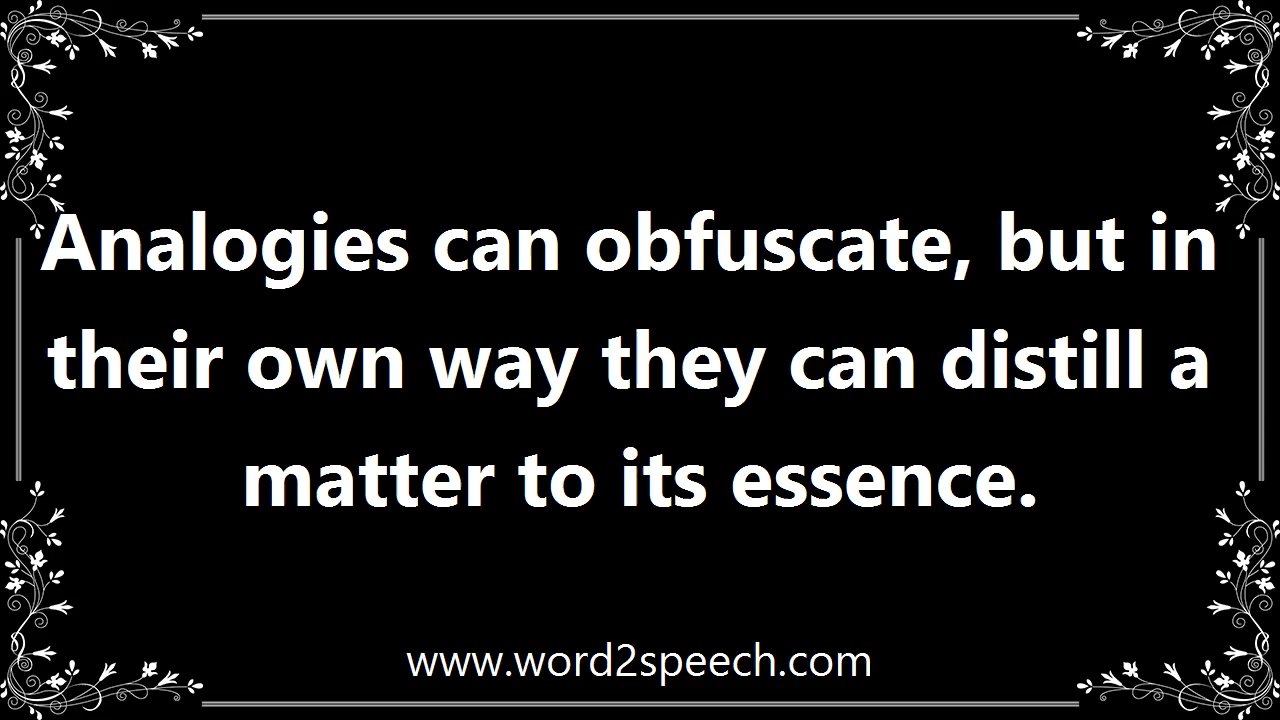 Analogies can obfuscate, but in
their own way they can distill a
matter to its essence.
www.word2speech.com